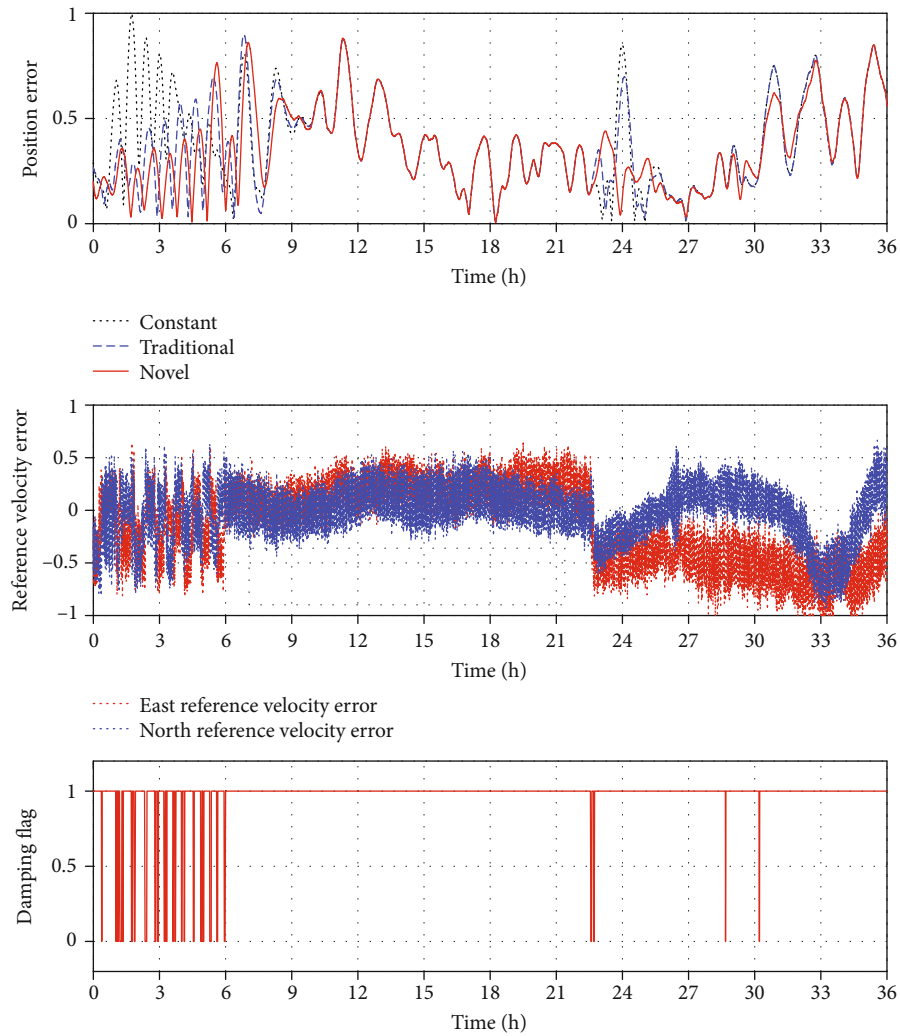 1
0.5
0
Position error
0 3 6 9 12 15 18 21 24 27 30 33 36
Time (h)
Constant
Traditional
Novel
1
0.5
0
−0.5
−1
Reference velocity error
0 3 6 9 12 15 18 21 24 27 30 33 36
Time (h)
East reference velocity error
North reference velocity error
1
0.5
0
Damping flag
0 3 6 9 12 15 18 21 24 27 30 33 36
Time (h)